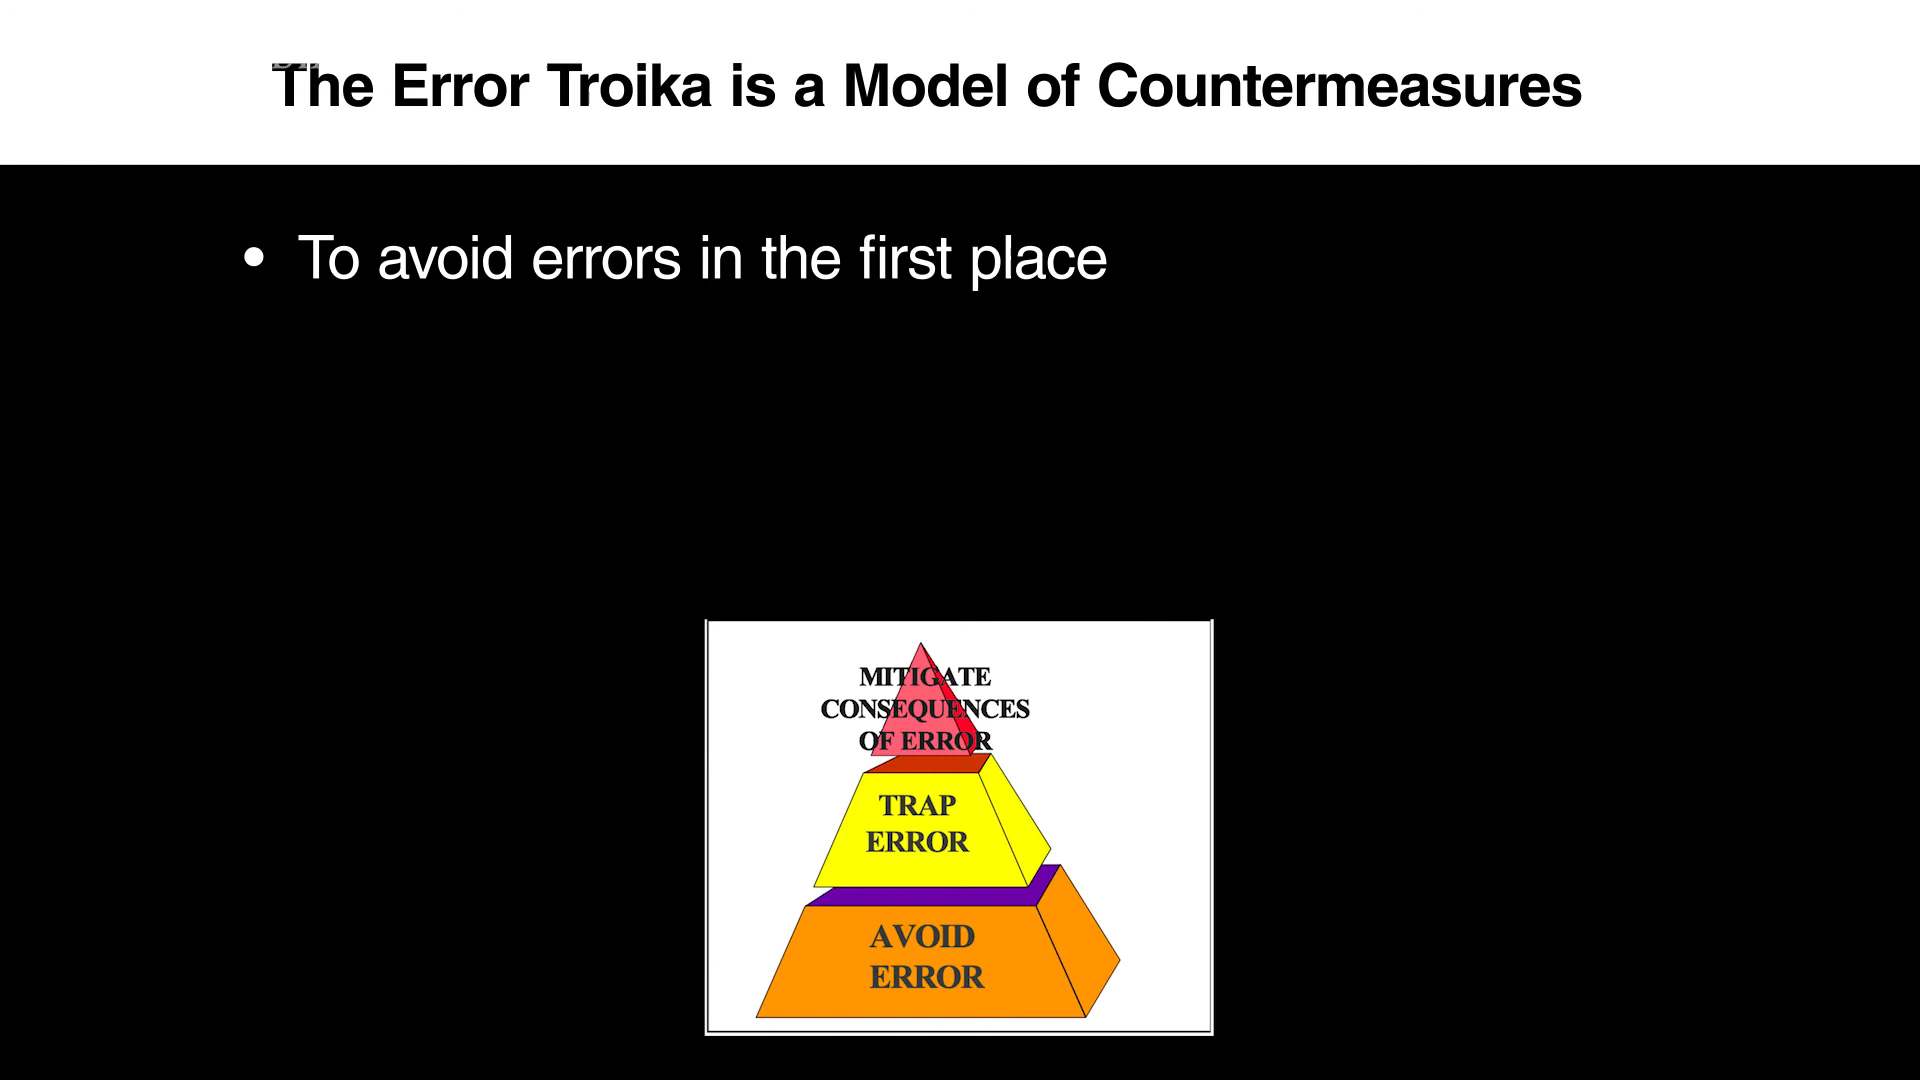 The Error Troika is a Model of Countermeasures
• To avoid errors in the first place
MITIGATE
CONSEQUENCES
OF ERROR
TRAP
ERROR
AVOID
ERROR